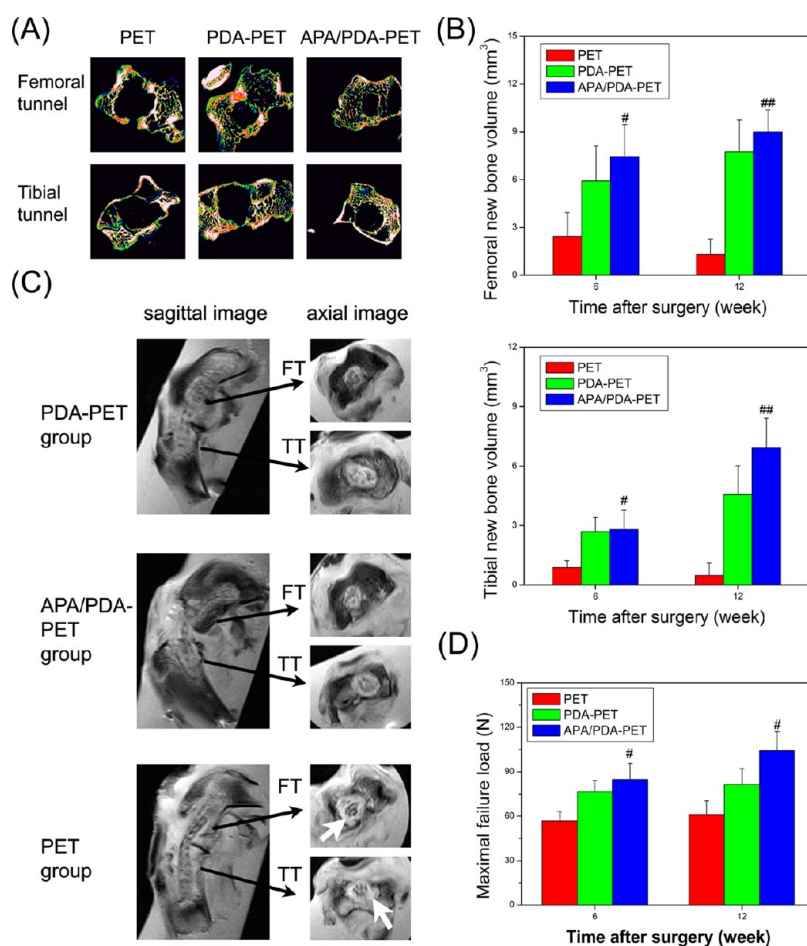 (A)
PET PDA-PET APA/PDA-PET
Femoral
tunnel
Tibial
tunnel
(B)
Femoral new bone volume (mm³)
15
12
9
6
3
0
PET
PDA-PET
APA/PDA-PET
#
##
6 12
Time after surgery (week)
Tibial new bone volume (mm³)
12
9
6
3
0
PET
PDA-PET
APA/PDA-PET
#
##
6 12
Time after surgery (week)
(C)
sagittal image axial image
PDA-PET
group
FT
TT
APA/PDA-
PET
group
FT
TT
PET
group
FT
TT
(D)
Maximal failure load (N)
150
120
90
60
30
0
PET
PDA-PET
APA/PDA-PET
#
#
6 12
Time after surgery (week)